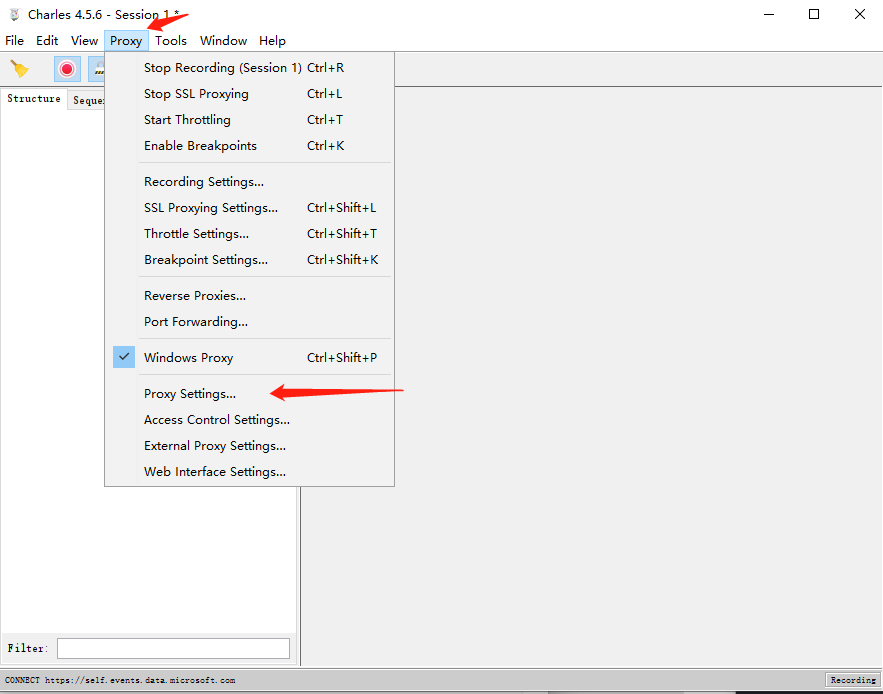 Charles 4.5.6 - Session 1 *
File Edit View Proxy Tools Window Help
Stop Recording (Session 1) Ctrl+R
Stop SSL Proxying Ctrl+L
Start Throttling Ctrl+T
Enable Breakpoints Ctrl+K
Structure
Recording Settings...
SSL Proxying Settings... Ctrl+Shift+L
Throttle Settings... Ctrl+Shift+T
Breakpoint Settings... Ctrl+Shift+K
Reverse Proxies...
Port Forwarding...
Windows Proxy Ctrl+Shift+P
Proxy Settings...
Access Control Settings...
External Proxy Settings...
Web Interface Settings...
Filter:
CONNECT https://self.events.data.microsoft.com Recording